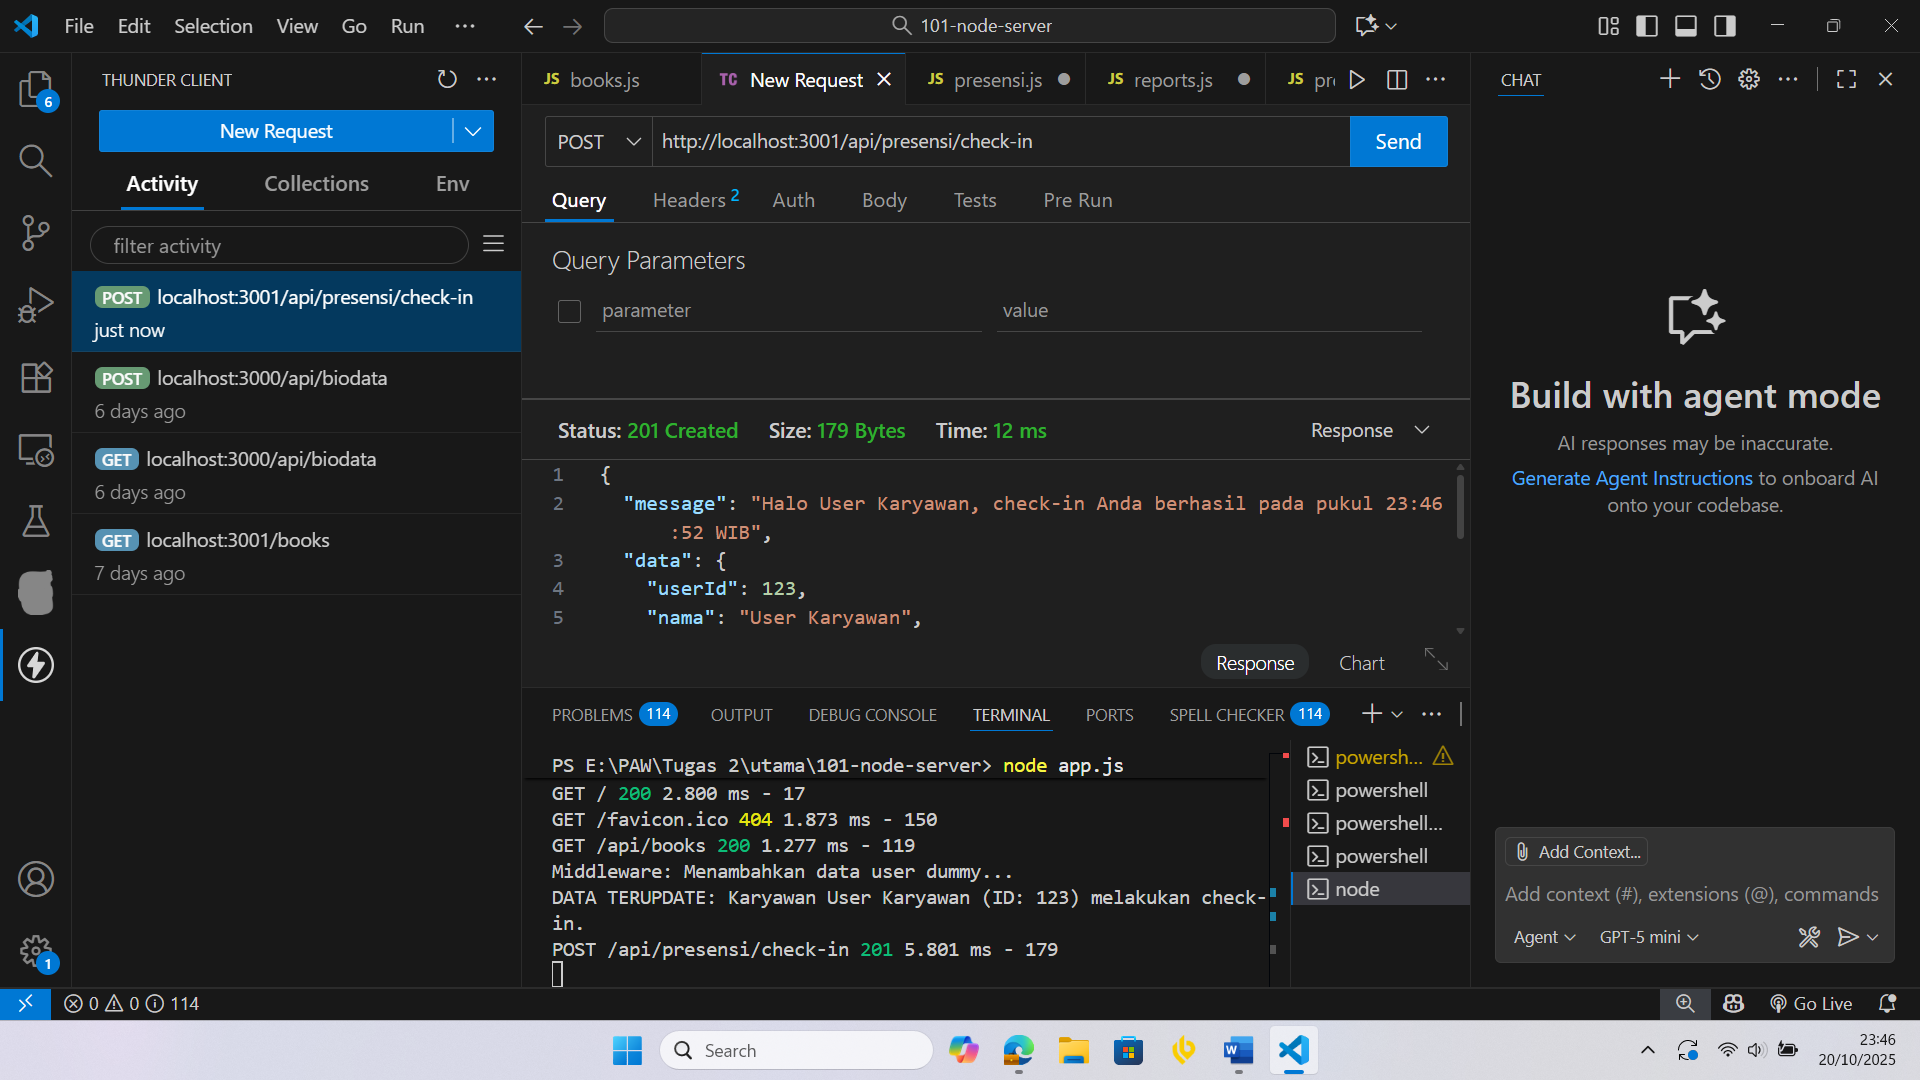 File Edit Selection View Go Run ···
101-node-server
THUNDER CLIENT
New Request
Activity Collections Env
filter activity
POST localhost:3001/api/presensi/check-in
just now
POST localhost:3000/api/biodata
6 days ago
GET localhost:3000/api/biodata
6 days ago
GET localhost:3001/books
7 days ago
6
1
JS books.js
TC New Request
JS presensi.js
JS reports.js
JS pr
POST http://localhost:3001/api/presensi/check-in Send
Query Headers 2 Auth Body Tests Pre Run
Query Parameters
parameter value
Status: 201 Created Size: 179 Bytes Time: 12 ms Response
1 {
2 "message": "Halo User Karyawan, check-in Anda berhasil pada pukul 23:46
:52 WIB",
3 "data": {
4 "userId": 123,
5 "nama": "User Karyawan",
Response Chart
PROBLEMS 114 OUTPUT DEBUG CONSOLE TERMINAL PORTS SPELL CHECKER 114
PS E:\PAW\Tugas 2\utama\101-node-server> node app.js
GET / 200 2.800 ms - 17
GET /favicon.ico 404 1.873 ms - 150
GET /api/books 200 1.277 ms - 119
Middleware: Menambahkan data user dummy...
DATA TERUPDATE: Karyawan User Karyawan (ID: 123) melakukan check-
in.
POST /api/presensi/check-in 201 5.801 ms - 179
powersh...
powershell
powershell...
powershell
node
CHAT
Build with agent mode
AI responses may be inaccurate.
Generate Agent Instructions to onboard AI
onto your codebase.
Add Context...
Add context (#), extensions (@), commands
Agent GPT-5 mini
0 0 114
Go Live
Search
23:46
20/10/2025